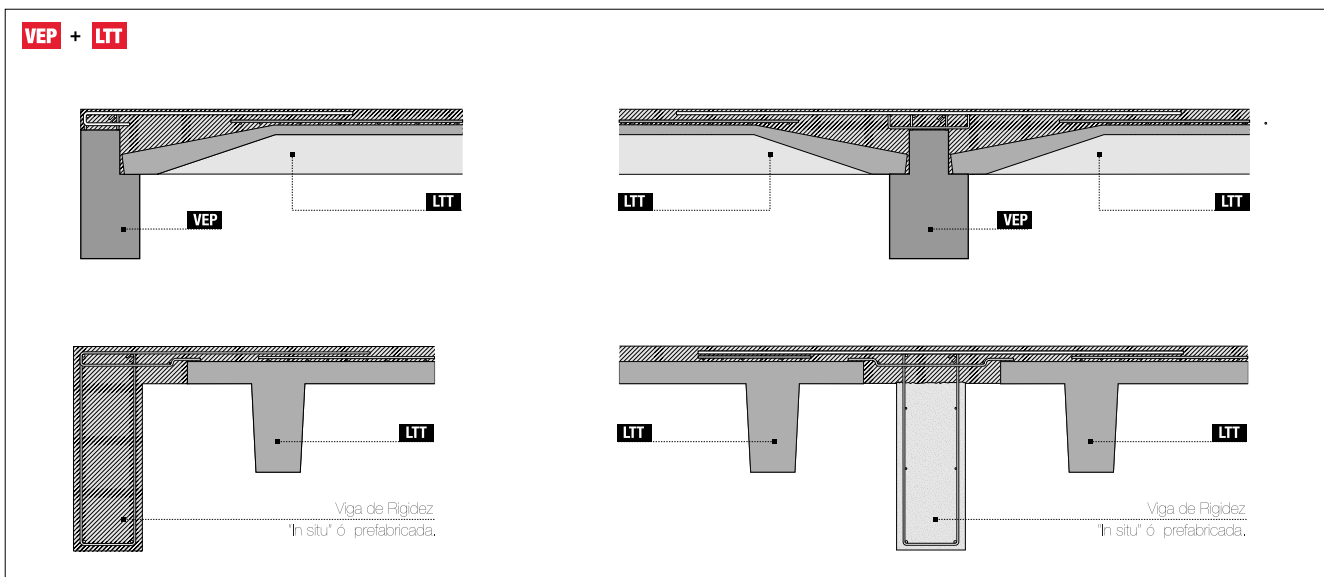 VEP + LTT
LTT
VEP
LTT
VEP
LTT
LTT
Viga de Rigidez
"In situ" ó prefabricada.
LTT
LTT
Viga de Rigidez
"In situ" ó prefabricada.